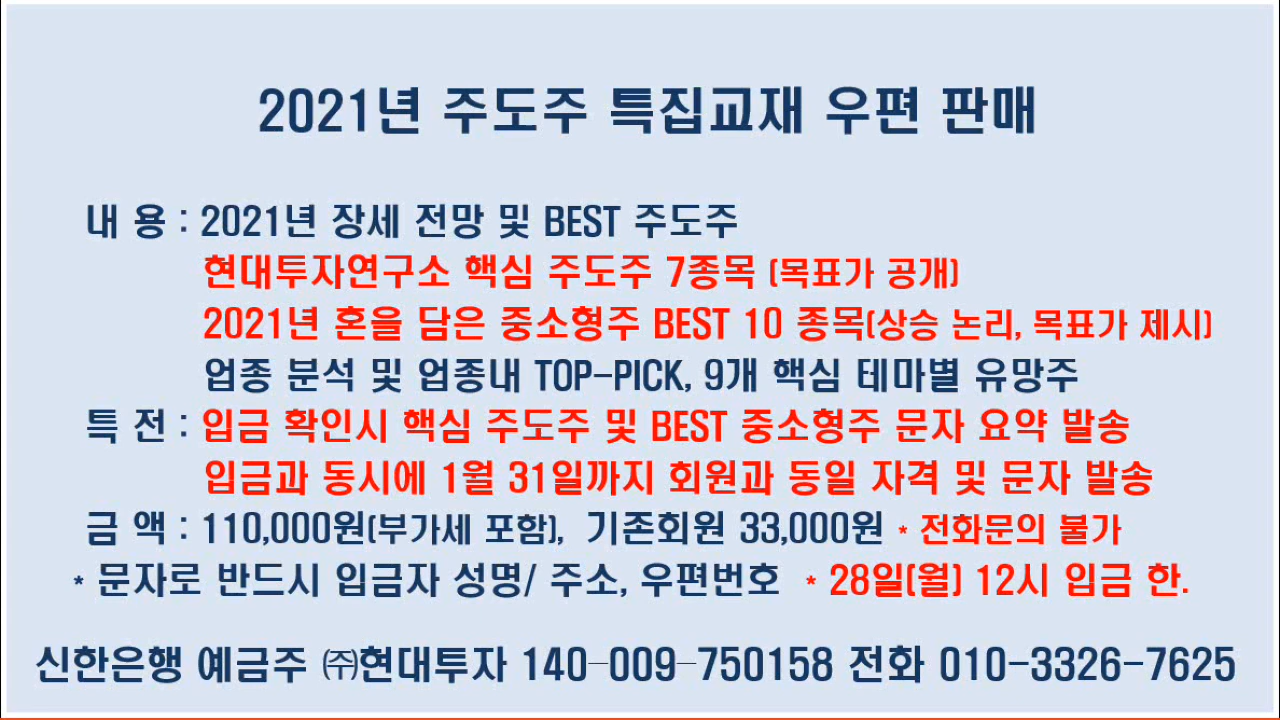 2021년 주도주 특집교재 우편 판매
내 용 : 2021년 장세 전망 및 BEST 주도주
현대투자연구소 핵심 주도주 7종목 (목표가 공개)
2021년 혼을 담은 중소형주 BEST 10 종목(상승 논리, 목표가 제시)
업종 분석 및 업종내 TOP-PICK, 9개 핵심 테마별 유망주
특 전 : 입금 확인시 핵심 주도주 및 BEST 중소형주 문자 요약 발송
입금과 동시에 1월 31일까지 회원과 동일 자격 및 문자 발송
금 액 : 110,000원(부가세 포함), 기존회원 33,000원 * 전화문의 불가
* 문자로 반드시 입금자 성명/ 주소, 우편번호 * 28일(월) 12시 입금 한.
신한은행 예금주 ㈜현대투자 140-009-750158 전화 010-3326-7625